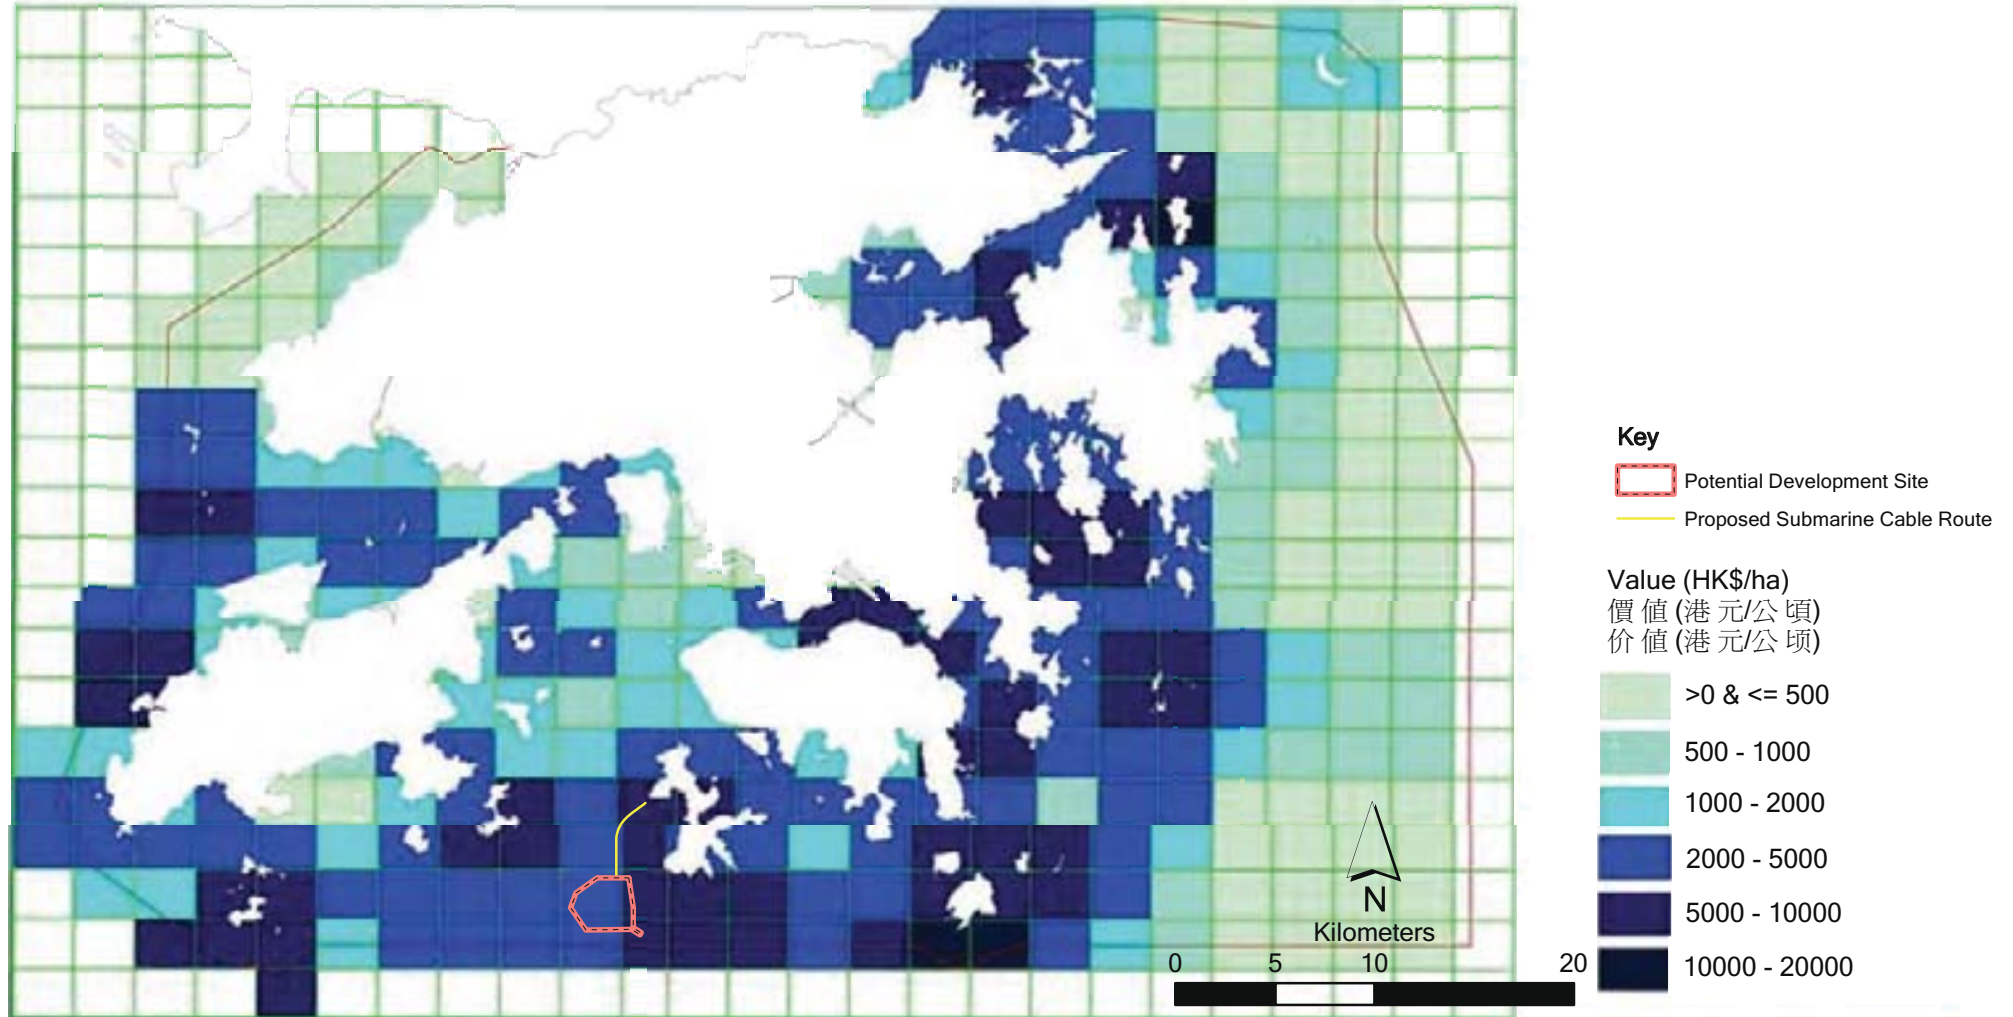 Key
Potential Development Site
Proposed Submarine Cable Route
Value (HK$/ha)
價值(港元/公頃)
价值(港元/公顷)
>0 & <= 500
500 - 1000
1000 - 2000
2000 - 5000
5000 - 10000
10000 - 20000
N
Kilometers
0 5 10 20